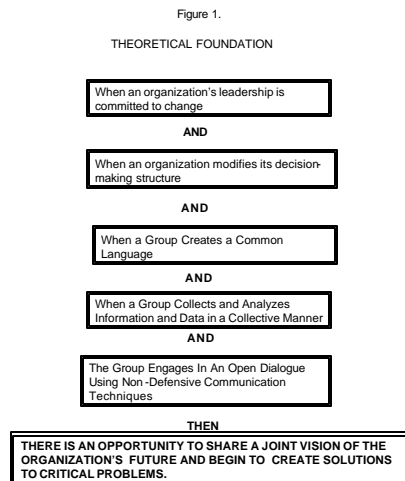 Figure 1.
THEORETICAL FOUNDATION
When an organization's leadership is
committed to change
AND
When an organization modifies its decision-
making structure
AND
When a Group Creates a Common
Language
AND
When a Group Collects and Analyzes
Information and Data in a Collective Manner
AND
The Group Engages In An Open Dialogue
Using Non -Defensive Communication
Techniques
THEN
THERE IS AN OPPORTUNITY TO SHARE A JOINT VISION OF THE
ORGANIZATION'S FUTURE AND BEGIN TO CREATE SOLUTIONS
TO CRITICAL PROBLEMS.